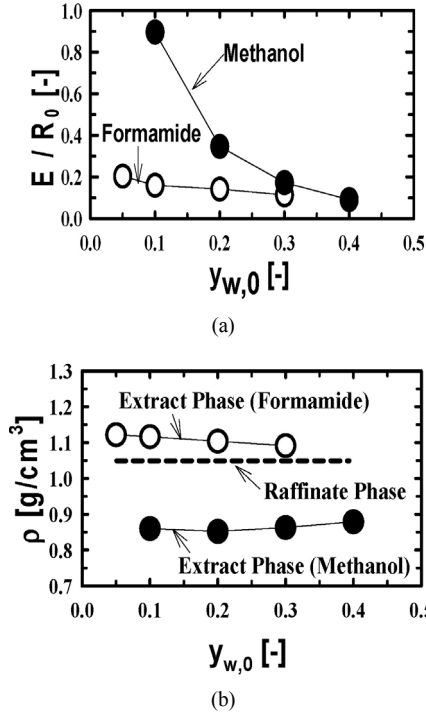 1.0
0.8
0.6
0.4
0.2
0.0
E / R0 [-]
Methanol
Formamide
0.0 0.1 0.2 0.3 0.4 0.5
yw,0 [-]
(a)
1.3
1.2
1.1
1.0
0.9
0.8
0.7
ρ [g/cm3]
Extract Phase (Formamide)
Raffinate Phase
Extract Phase (Methanol)
0.0 0.1 0.2 0.3 0.4 0.5
yw,0 [-]
(b)